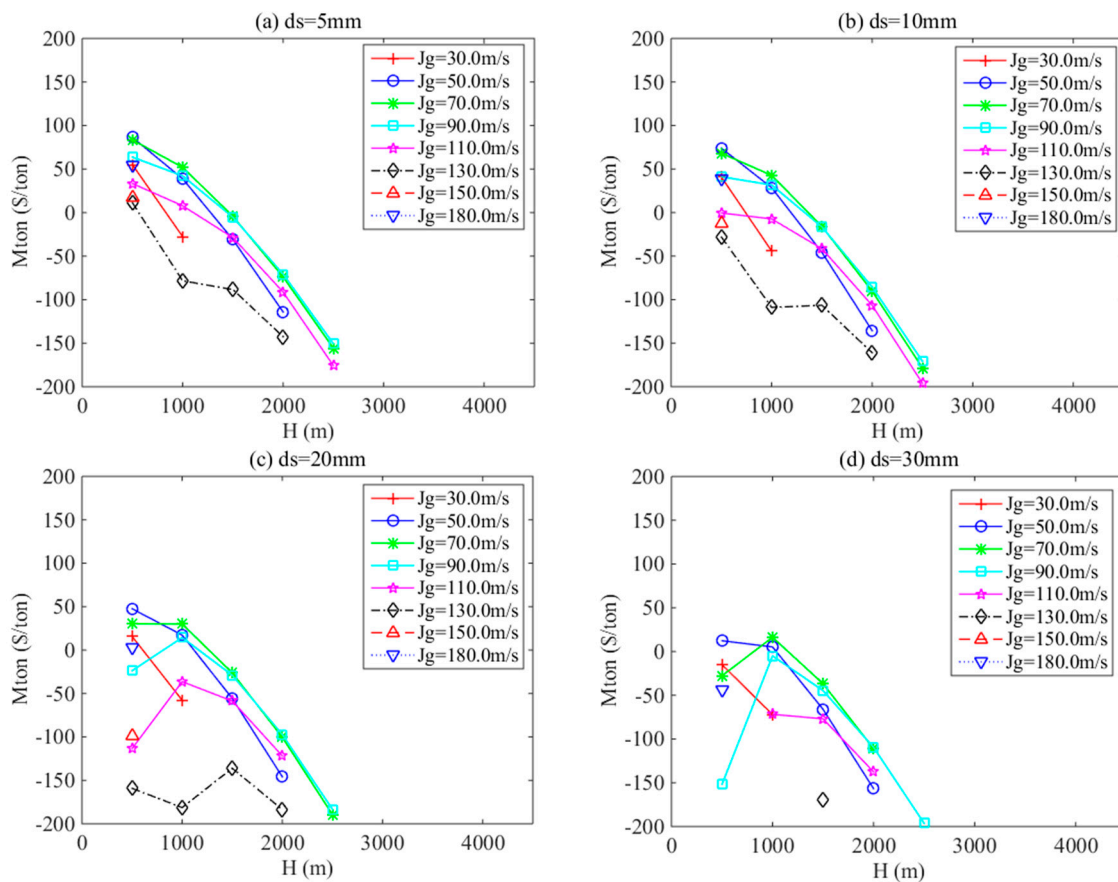 (a) ds=5mm
200
150
100
50
0
-50
-100
-150
-200
Mton (S/ton)
0 1000 2000 3000 4000
H (m)
Jg=30.0m/s
Jg=50.0m/s
Jg=70.0m/s
Jg=90.0m/s
Jg=110.0m/s
Jg=130.0m/s
Jg=150.0m/s
Jg=180.0m/s
(b) ds=10mm
200
150
100
50
0
-50
-100
-150
-200
Mton (S/ton)
0 1000 2000 3000 4000
H (m)
Jg=30.0m/s
Jg=50.0m/s
Jg=70.0m/s
Jg=90.0m/s
Jg=110.0m/s
Jg=130.0m/s
Jg=150.0m/s
Jg=180.0m/s
(c) ds=20mm
200
150
100
50
0
-50
-100
-150
-200
Mton (S/ton)
0 1000 2000 3000 4000
H (m)
Jg=30.0m/s
Jg=50.0m/s
Jg=70.0m/s
Jg=90.0m/s
Jg=110.0m/s
Jg=130.0m/s
Jg=150.0m/s
Jg=180.0m/s
(d) ds=30mm
200
150
100
50
0
-50
-100
-150
-200
Mton (S/ton)
0 1000 2000 3000 4000
H (m)
Jg=30.0m/s
Jg=50.0m/s
Jg=70.0m/s
Jg=90.0m/s
Jg=110.0m/s
Jg=130.0m/s
Jg=150.0m/s
Jg=180.0m/s